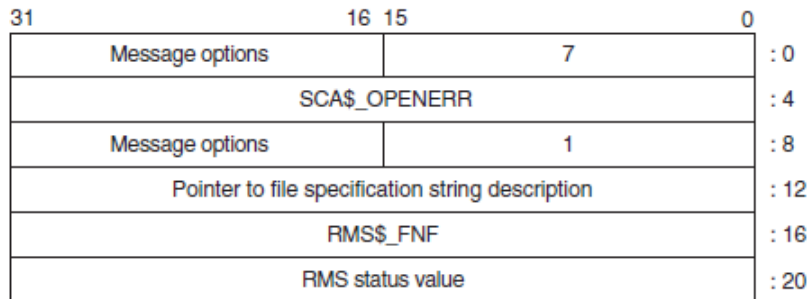 31 16 15 0
Message options 7 : 0
SCA$_OPENERR : 4
Message options 1 : 8
Pointer to file specification string description : 12
RMS$_FNF : 16
RMS status value : 20